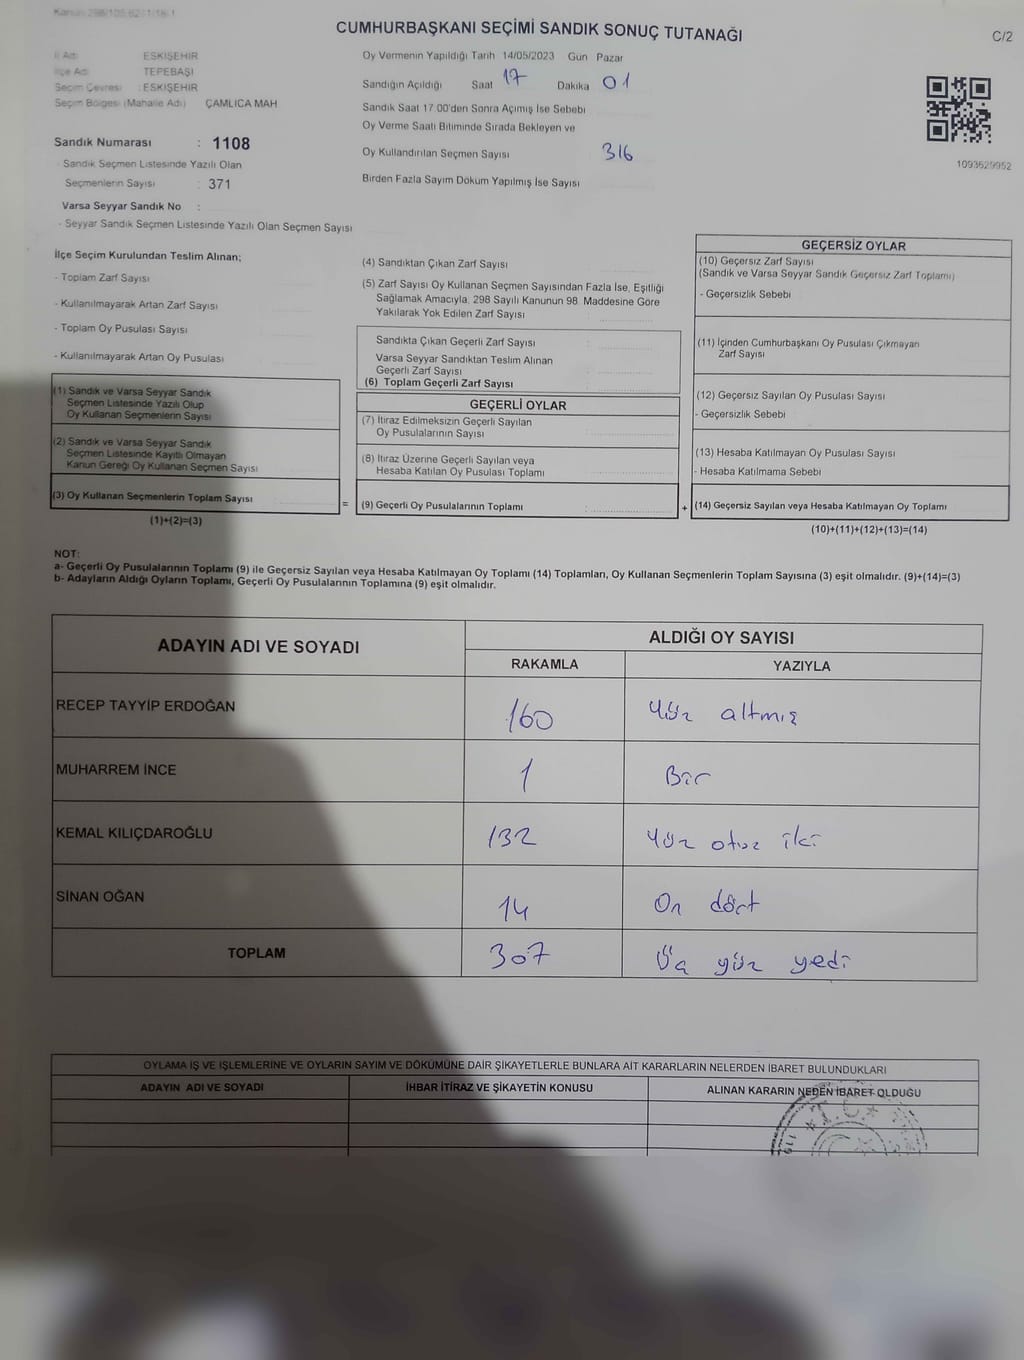 Kanun 298/105,62/1/18/1
CUMHURBAŞKANI SEÇİMİ SANDIK SONUÇ TUTANAĞI
C/2
İl Adı : ESKİŞEHİR
İlçe Adı : TEPEBAŞI
Seçim Çevresi : ESKİŞEHİR
Seçim Bölgesi (Mahalle Adı) ÇAMLICA MAH
Sandık Numarası : 1108
- Sandık Seçmen Listesinde Yazılı Olan
Seçmenlerin Sayısı : 371
Varsa Seyyar Sandık No :
- Seyyar Sandık Seçmen Listesinde Yazılı Olan Seçmen Sayısı
Oy Vermenin Yapıldığı Tarih 14/05/2023 Gün Pazar
Sandığın Açıldığı Saat 17 Dakika 01
Sandık Saat 17 00'den Sonra Açımış İse Sebebi
Oy Verme Saati Bitiminde Sırada Bekleyen ve
Oy Kullandırılan Seçmen Sayısı 316
Birden Fazla Sayım Döküm Yapılmış İse Sayısı
1093629952
İlçe Seçim Kurulundan Teslim Alınan;
- Toplam Zarf Sayısı
- Kullanılmayarak Artan Zarf Sayısı
- Toplam Oy Pusulası Sayısı
- Kullanılmayarak Artan Oy Pusulası
(1) Sandık ve Varsa Seyyar Sandık
Seçmen Listesinde Yazılı Olup
Oy Kullanan Seçmenlerin Sayısı
(2) Sandık ve Varsa Seyyar Sandık
Seçmen Listesinde Kayıtlı Olmayan
Kanun Gereği Oy Kullanan Seçmen Sayısı
(3) Oy Kullanan Seçmenlerin Toplam Sayısı
(1)+(2)=(3)
(4) Sandıktan Çıkan Zarf Sayısı
(5) Zarf Sayısı Oy Kullanan Seçmen Sayısından Fazla İse, Eşitliği
Sağlamak Amacıyla, 298 Sayılı Kanunun 98. Maddesine Göre
Yakılarak Yok Edilen Zarf Sayısı
Sandıkta Çıkan Geçerli Zarf Sayısı :
Varsa Seyyar Sandıktan Teslim Alınan
Geçerli Zarf Sayısı :
(6) Toplam Geçerli Zarf Sayısı
GEÇERLİ OYLAR
(7) İtiraz Edilmeksizin Geçerli Sayılan
Oy Pusulalarının Sayısı
(8) İtiraz Üzerine Geçerli Sayılan veya
Hesaba Katılan Oy Pusulası Toplamı
= (9) Geçerli Oy Pusulalarının Toplamı
GEÇERSİZ OYLAR
(10) Geçersiz Zarf Sayısı
(Sandık ve Varsa Seyyar Sandık Geçersiz Zarf Toplamı)
- Geçersizlik Sebebi
(11) İçinden Cumhurbaşkanı Oy Pusulası Çıkmayan
Zarf Sayısı
(12) Geçersiz Sayılan Oy Pusulası Sayısı
- Geçersizlik Sebebi
(13) Hesaba Katılmayan Oy Pusulası Sayısı
- Hesaba Katılmama Sebebi
+ (14) Geçersiz Sayılan veya Hesaba Katılmayan Oy Toplamı
(10)+(11)+(12)+(13)=(14)
NOT:
a- Geçerli Oy Pusulalarının Toplamı (9) ile Geçersiz Sayılan veya Hesaba Katılmayan Oy Toplamı (14) Toplamları, Oy Kullanan Seçmenlerin Toplam Sayısına (3) eşit olmalıdır. (9)+(14)=(3)
b- Adayların Aldığı Oyların Toplamı, Geçerli Oy Pusulalarının Toplamına (9) eşit olmalıdır.
ADAYIN ADI VE SOYADI
ALDIĞI OY SAYISI
RAKAMLA YAZIYLA
RECEP TAYYİP ERDOĞAN 160 Yüz altmış
MUHARREM İNCE 1 Bir
KEMAL KILIÇDAROĞLU 132 Yüz otuz iki
SİNAN OĞAN 14 On dört
TOPLAM 307 Üç yüz yedi
OYLAMA İŞ VE İŞLEMLERİNE VE OYLARIN SAYIM VE DÖKÜMÜNE DAİR ŞİKAYETLERLE BUNLARA AİT KARARLARIN NELERDEN İBARET BULUNDUKLARI
ADAYIN ADI VE SOYADI İHBAR İTİRAZ VE ŞİKAYETİN KONUSU ALINAN KARARIN NEDEN İBARET OLDUĞU
T.C.